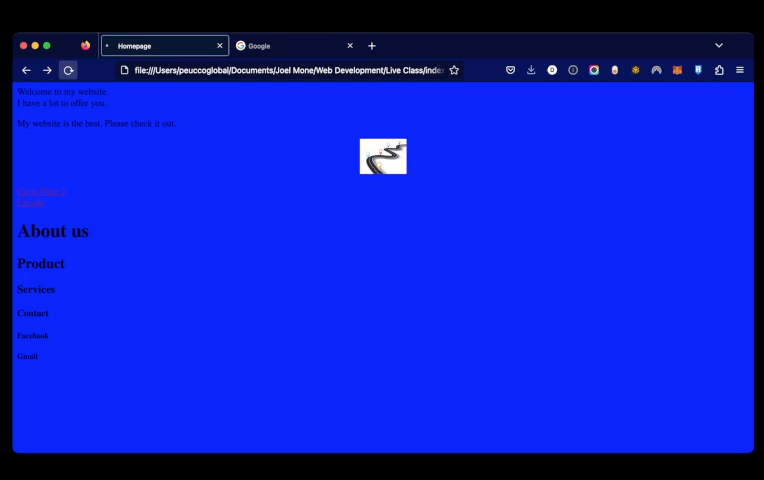 Homepage
Google
file:///Users/peuccoglobal/Documents/Joel Mone/Web Development/Live Class/index
Welcome to my website.
I have a lot to offer you.
My website is the best. Please check it out.
About us
Product
Services
Contact
Facebook
Gmail